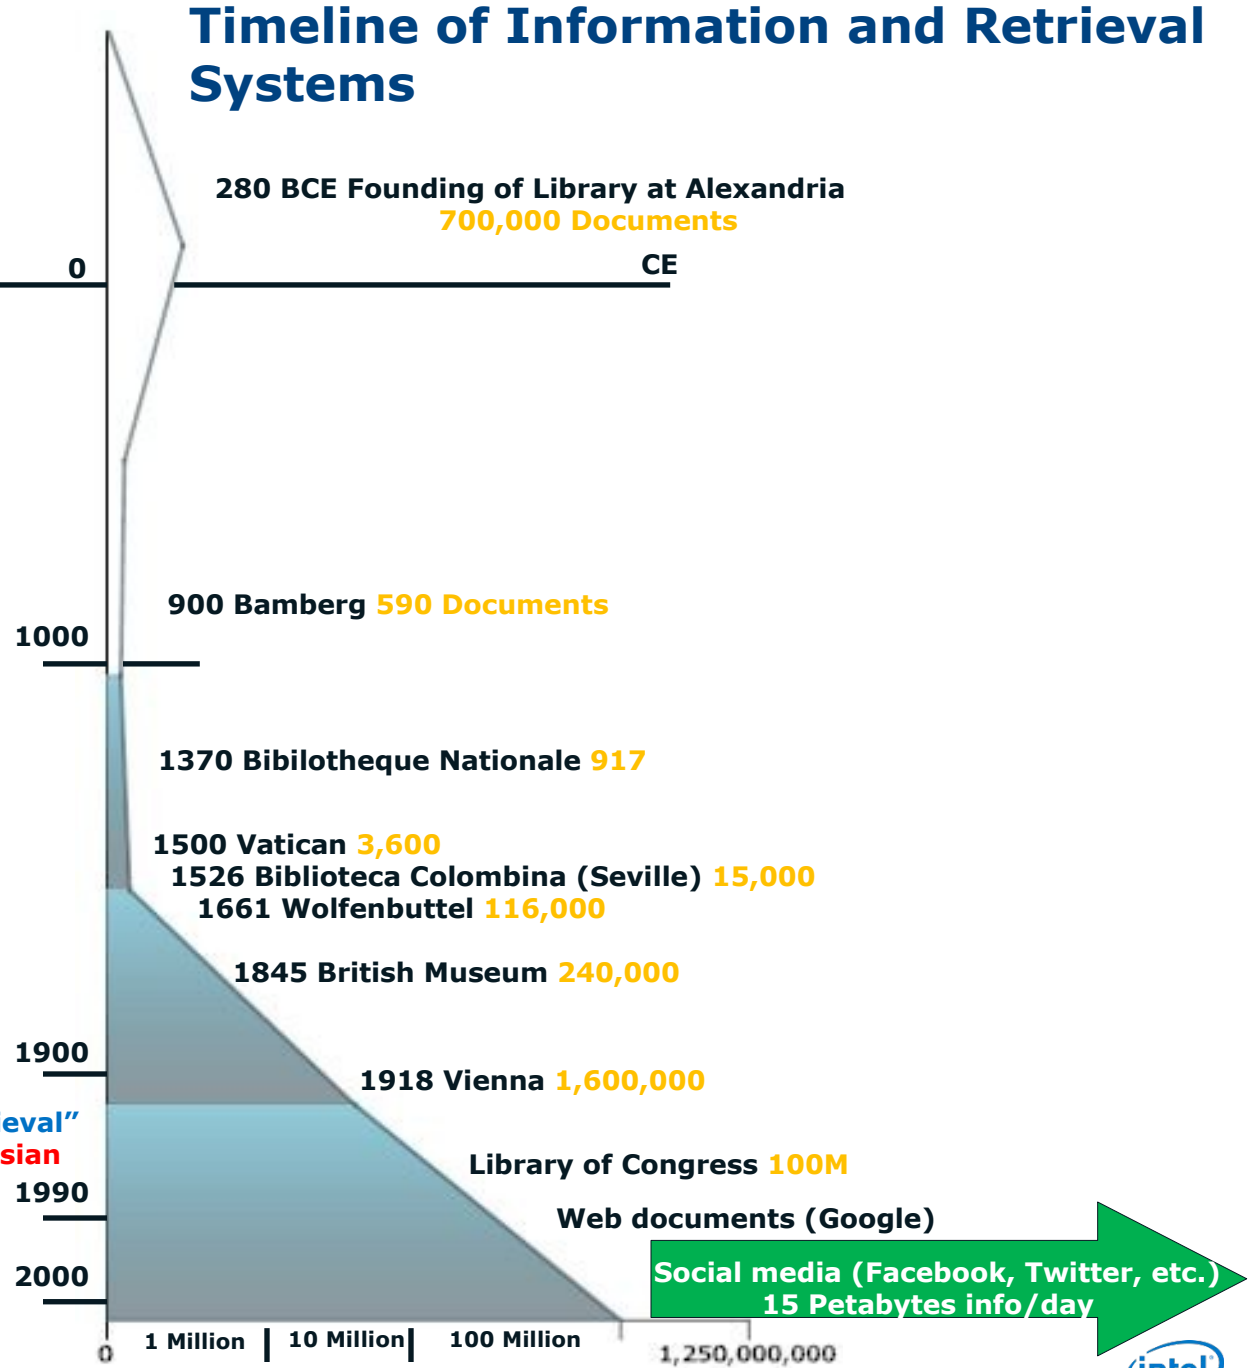 Timeline of Information and Retrieval
Systems
280 BCE Founding of Library at Alexandria
700,000 Documents
0
CE
900 Bamberg 590 Documents
1000
1370 Bibilotheque Nationale 917
1500 Vatican 3,600
1526 Biblioteca Colombina (Seville) 15,000
1661 Wolfenbuttel 116,000
1845 British Museum 240,000
1900
1918 Vienna 1,600,000
ieval”
sian
Library of Congress 100M
1990
Web documents (Google)
2000
Social media (Facebook, Twitter, etc.)
15 Petabytes info/day
0
1 Million
10 Million
100 Million
1,250,000,000
intel